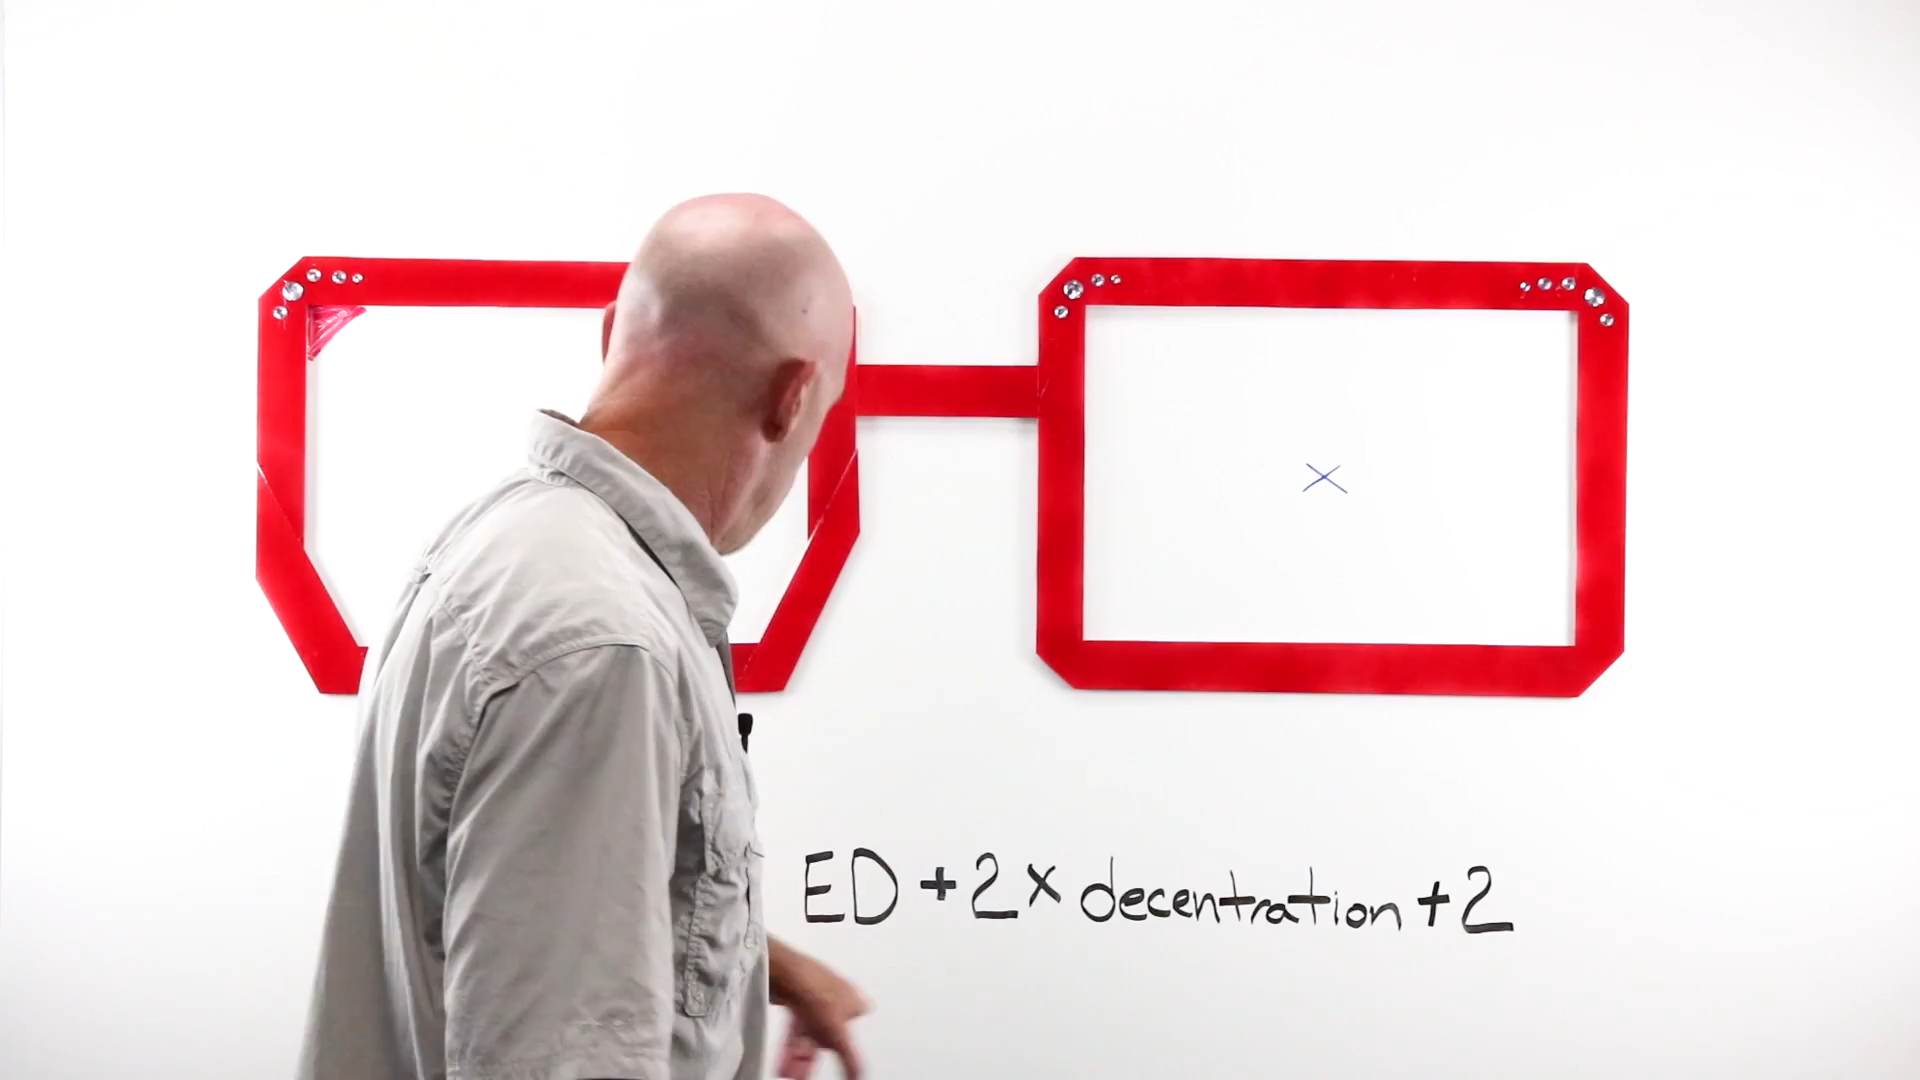 ED + 2 x decentration + 2